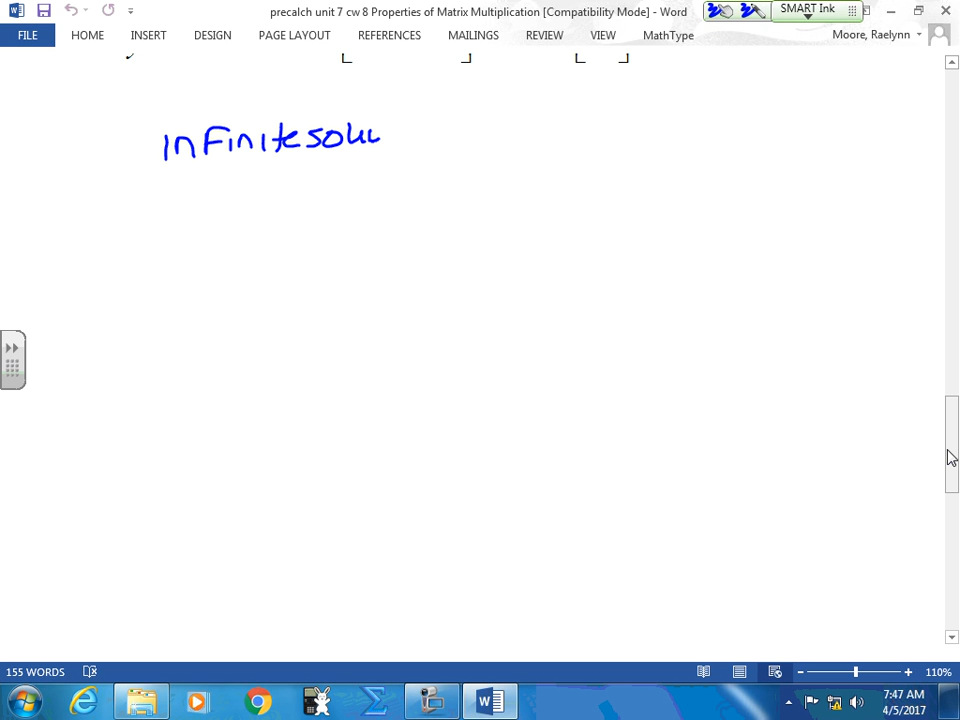 precalch unit 7 cw 8 Properties of Matrix Multiplication [Compatibility Mode] - Word
SMART Ink
FILE HOME INSERT DESIGN PAGE LAYOUT REFERENCES MAILINGS REVIEW VIEW MathType
Moore, Raelynn
infinite solu
155 WORDS
110%
7:47 AM
4/5/2017